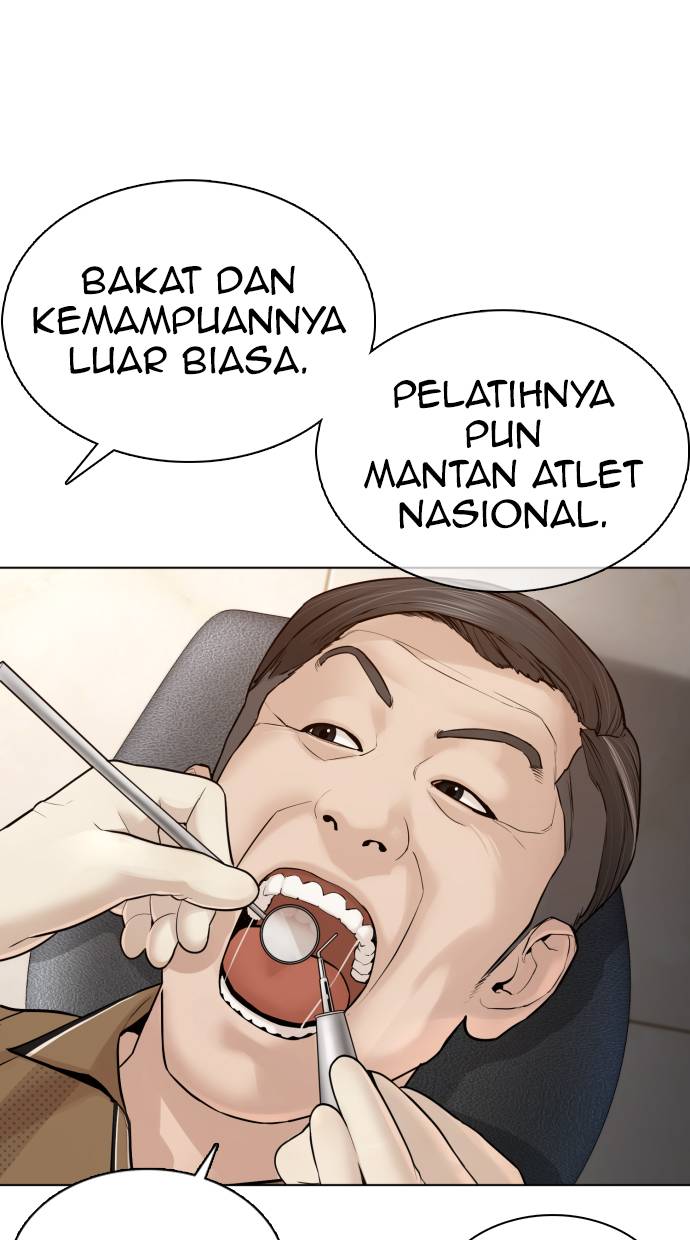 BAKAT DAN
KEMAMPUANNYA
LUAR BIASA.
PELATIHNYA
PUN
MANTAN ATLET
NASIONAL.